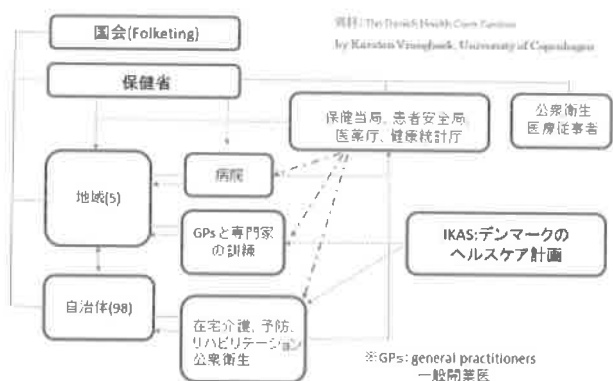 国会(Folketing)
資料:The Danish Health Care System
by Karsten Vrangbæk, University of Copenhagen
保健省
保健当局、患者安全局、
医薬庁、健康統計庁
公衆衛生
医療従事者
病院
地域(5)
GPsと専門家
の訓練
IKAS:デンマークの
ヘルスケア計画
自治体(98)
在宅介護、予防、
リハビリテーション
公衆衛生
※GPs: general practitioners
一般開業医